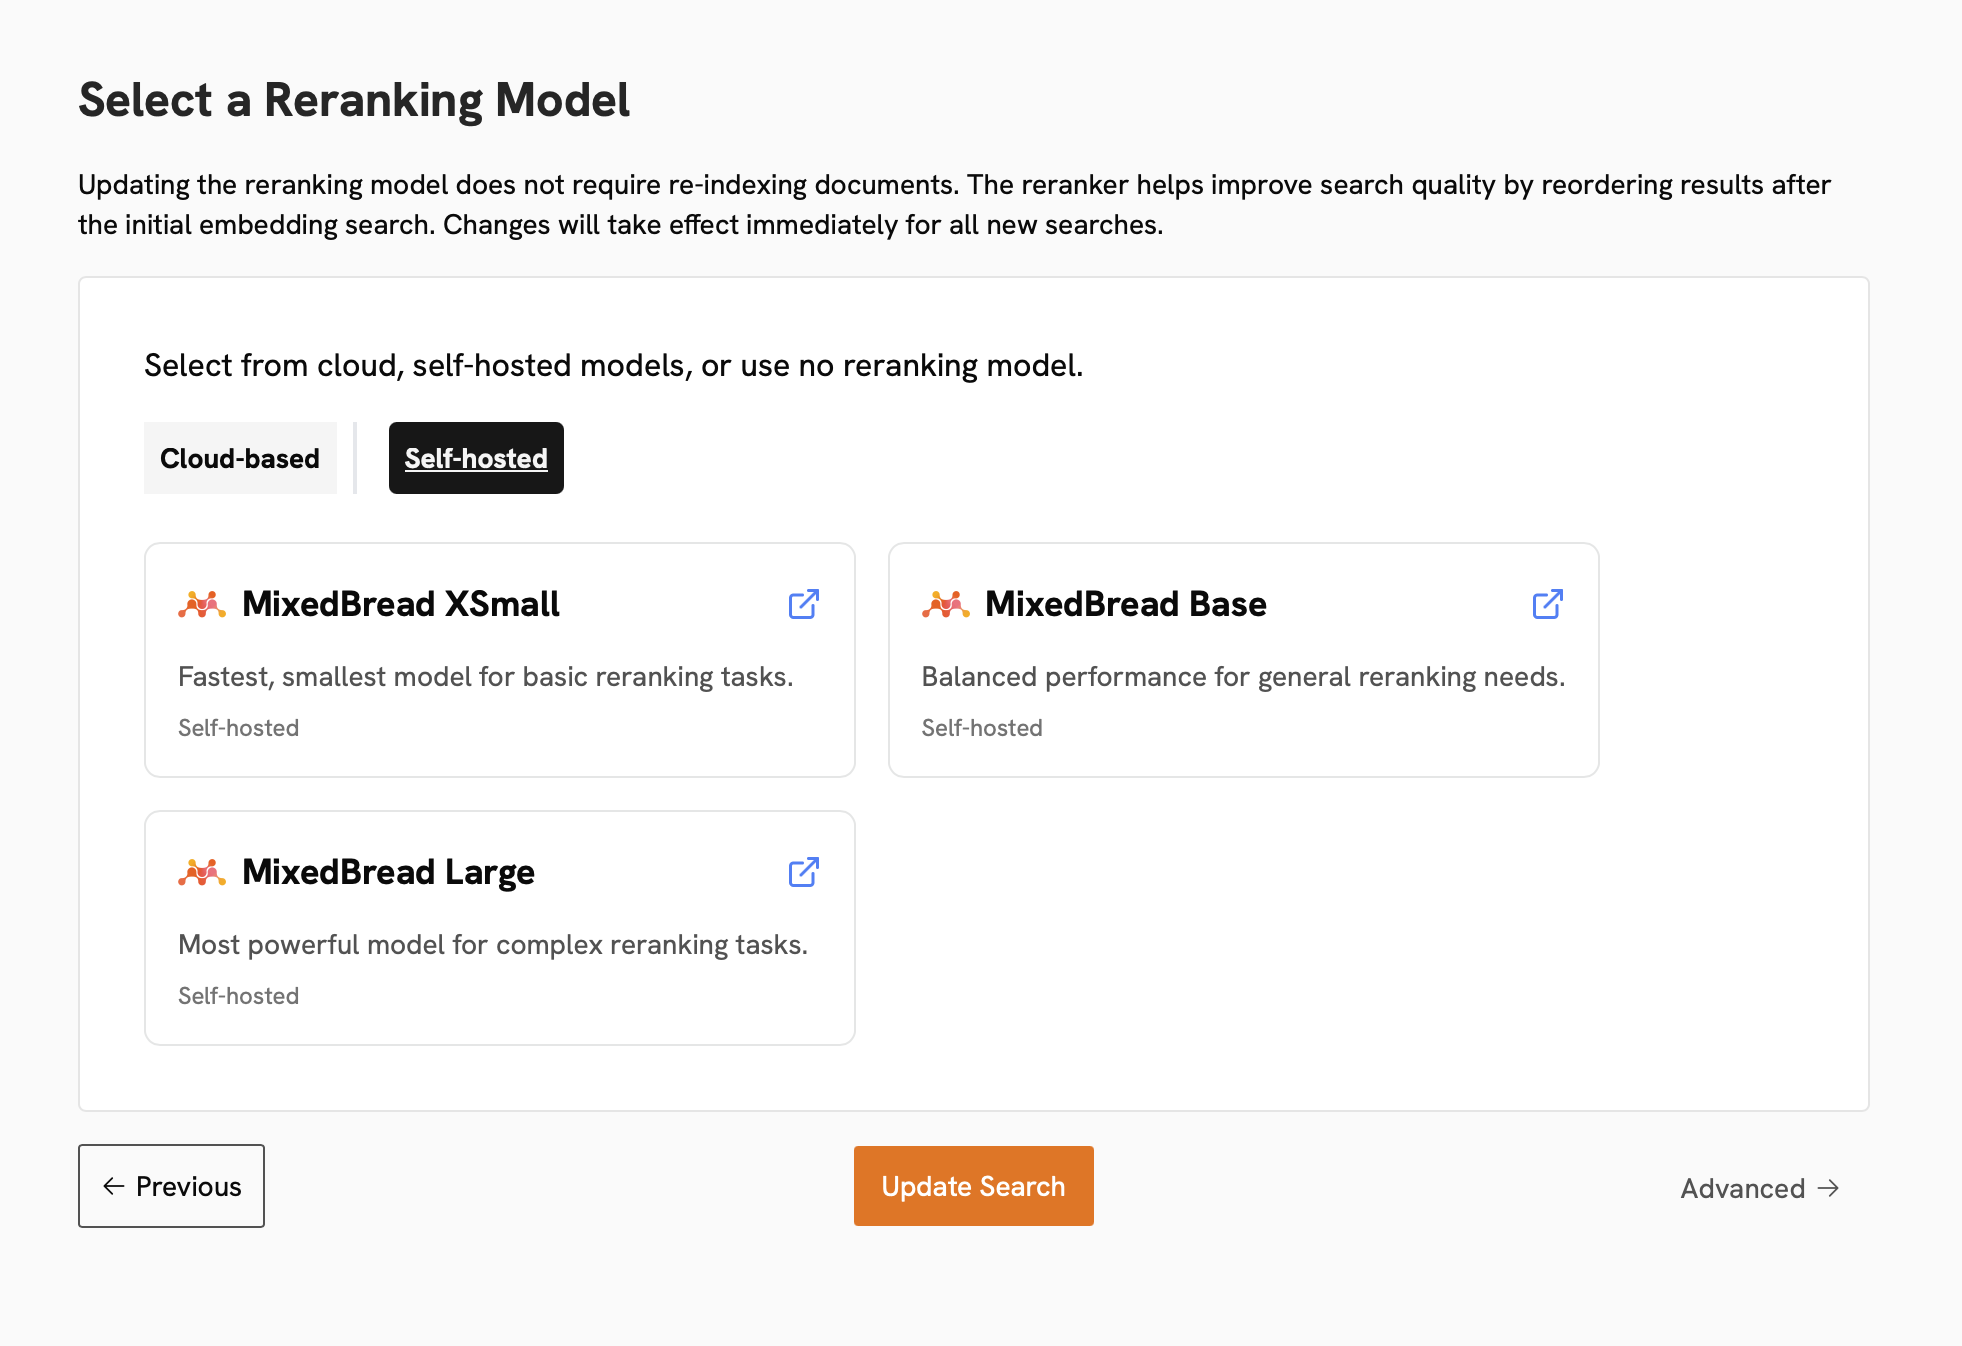 Select a Reranking Model
Updating the reranking model does not require re-indexing documents. The reranker helps improve search quality by reordering results after
the initial embedding search. Changes will take effect immediately for all new searches.
Select from cloud, self-hosted models, or use no reranking model.
Cloud-based
Self-hosted
MixedBread XSmall
Fastest, smallest model for basic reranking tasks.
Self-hosted
MixedBread Base
Balanced performance for general reranking needs.
Self-hosted
MixedBread Large
Most powerful model for complex reranking tasks.
Self-hosted
← Previous
Update Search
Advanced →